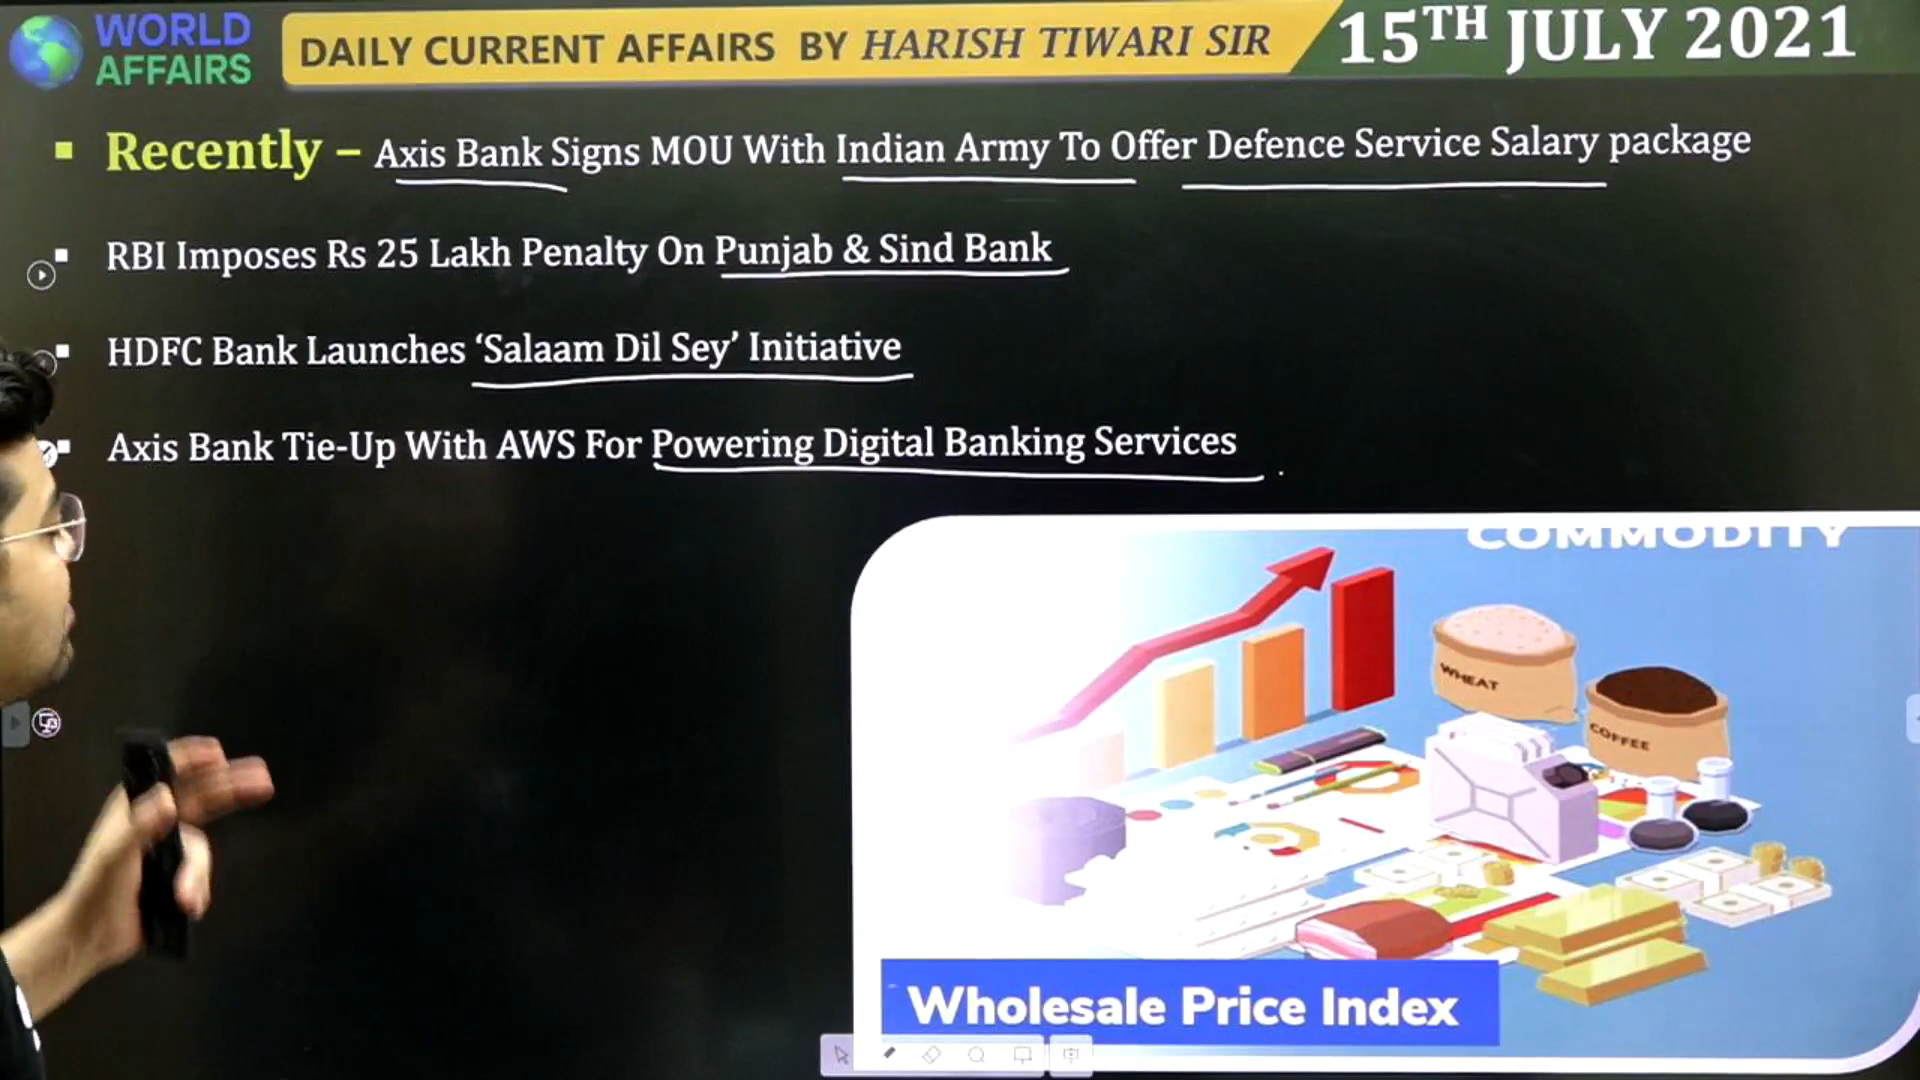 WORLD
AFFAIRS
DAILY CURRENT AFFAIRS BY HARISH TIWARI SIR
15TH JULY 2021
Recently – Axis Bank Signs MOU With Indian Army To Offer Defence Service Salary package
RBI Imposes Rs 25 Lakh Penalty On Punjab & Sind Bank
HDFC Bank Launches ‘Salaam Dil Sey’ Initiative
Axis Bank Tie-Up With AWS For Powering Digital Banking Services
COMMODITY
WHEAT
COFFEE
Wholesale Price Index